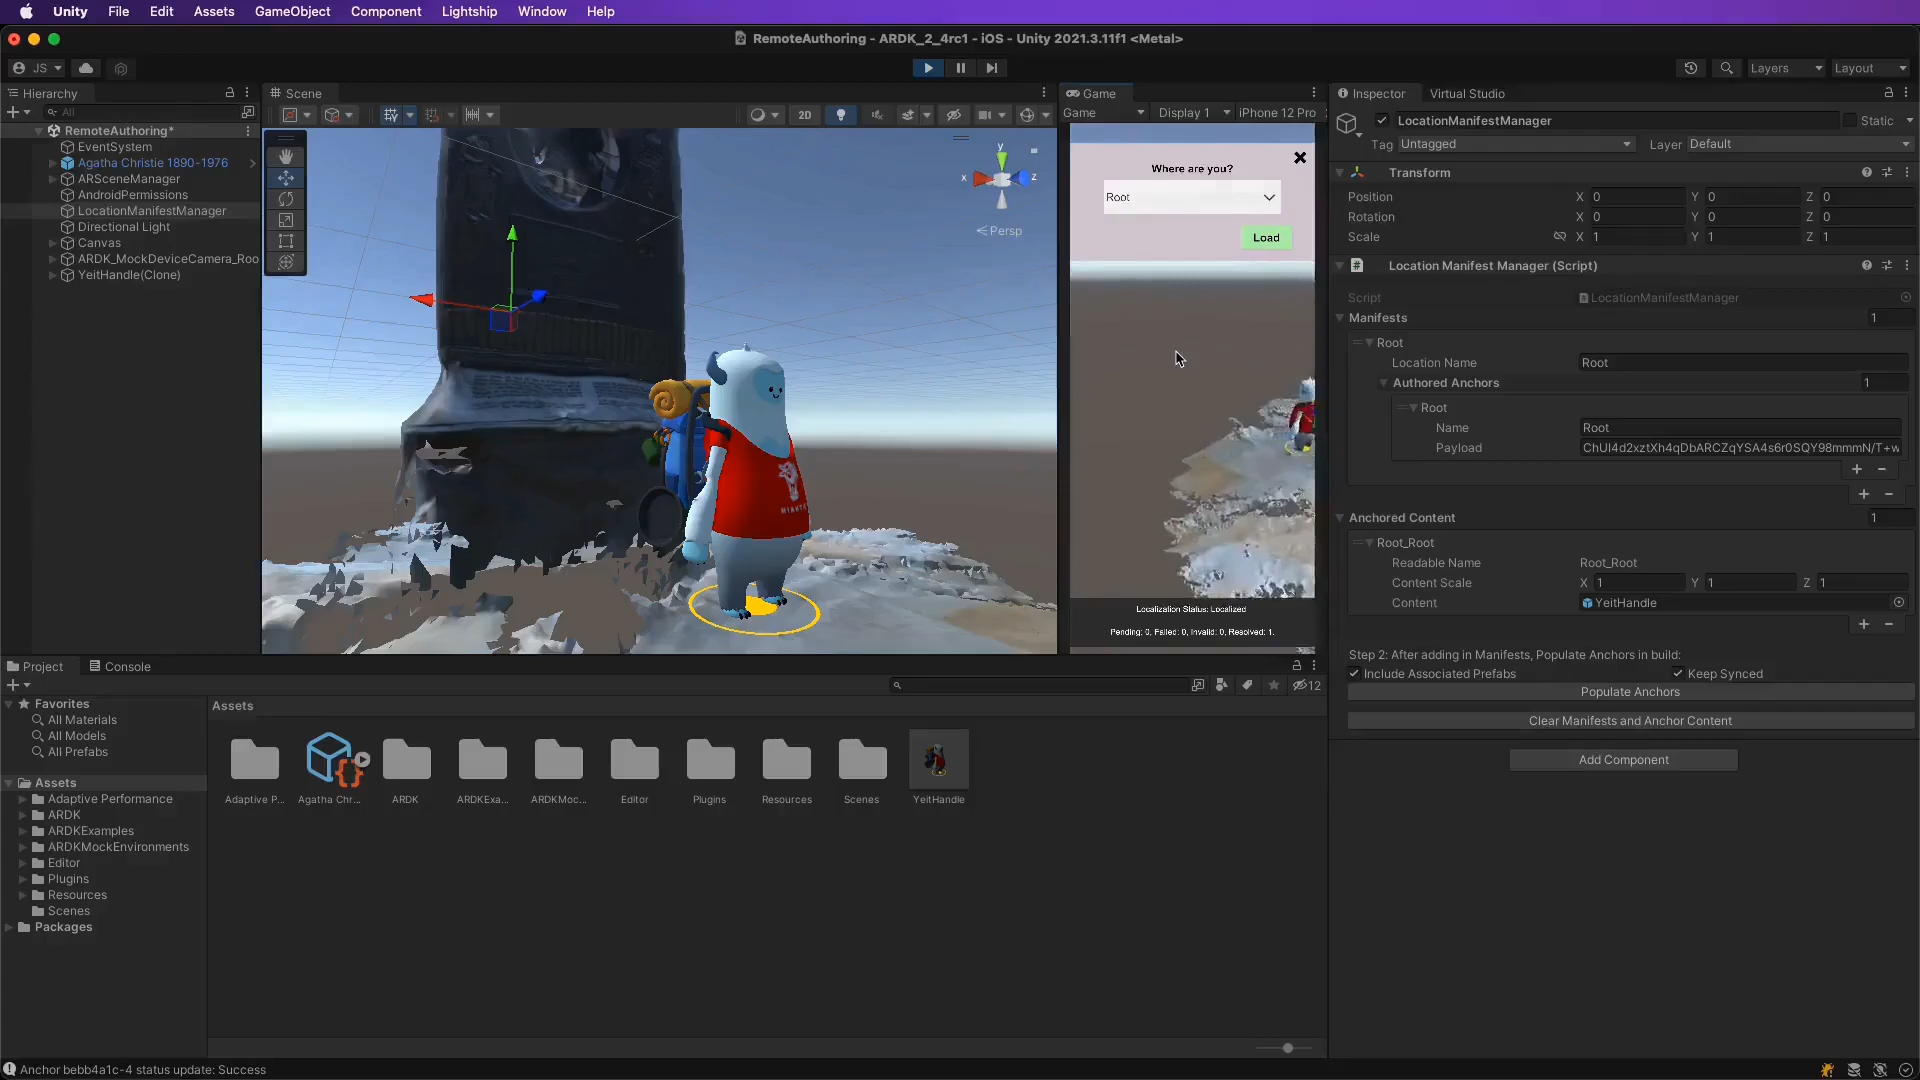 Unity File Edit Assets GameObject Component Lightship Window Help
RemoteAuthoring - ARDK_2_4rc1 - iOS - Unity 2021.3.11f1 <Metal>
JS
Layers
Layout
Hierarchy
All
RemoteAuthoring*
EventSystem
Agatha Christie 1890-1976
ARSceneManager
AndroidPermissions
LocationManifestManager
Directional Light
Canvas
ARDK_MockDeviceCamera_Roo
YeitHandle(Clone)
Scene
2D
y
x
z
Persp
NIANTIC
Game
Game Display 1 iPhone 12 Pro
Where are you?
Root
Load
Localization Status: Localized
Pending: 0, Failed: 0, Invalid: 0, Resolved: 1.
Inspector Virtual Studio
LocationManifestManager Static
Tag Untagged Layer Default
Transform
Position X 0 Y 0 Z 0
Rotation X 0 Y 0 Z 0
Scale X 1 Y 1 Z 1
Location Manifest Manager (Script)
Script LocationManifestManager
Manifests 1
Root
Location Name Root
Authored Anchors 1
Root
Name Root
Payload ChUI4d2xztXh4qDbARCZqYSA4s6r0SQY98mmmN/T+w
Anchored Content 1
Root_Root
Readable Name Root_Root
Content Scale X 1 Y 1 Z 1
Content YeitHandle
Step 2: After adding in Manifests, Populate Anchors in build:
Include Associated Prefabs Keep Synced
Populate Anchors
Clear Manifests and Anchor Content
Add Component
Project Console
12
Favorites
All Materials
All Models
All Prefabs
Assets
Adaptive Performance
ARDK
ARDKExamples
ARDKMockEnvironments
Editor
Plugins
Resources
Scenes
Packages
Assets
Adaptive P... Agatha Chr... ARDK ARDKExa... ARDKMoc... Editor Plugins Resources Scenes YeitHandle
Anchor bebb4a1c-4 status update: Success